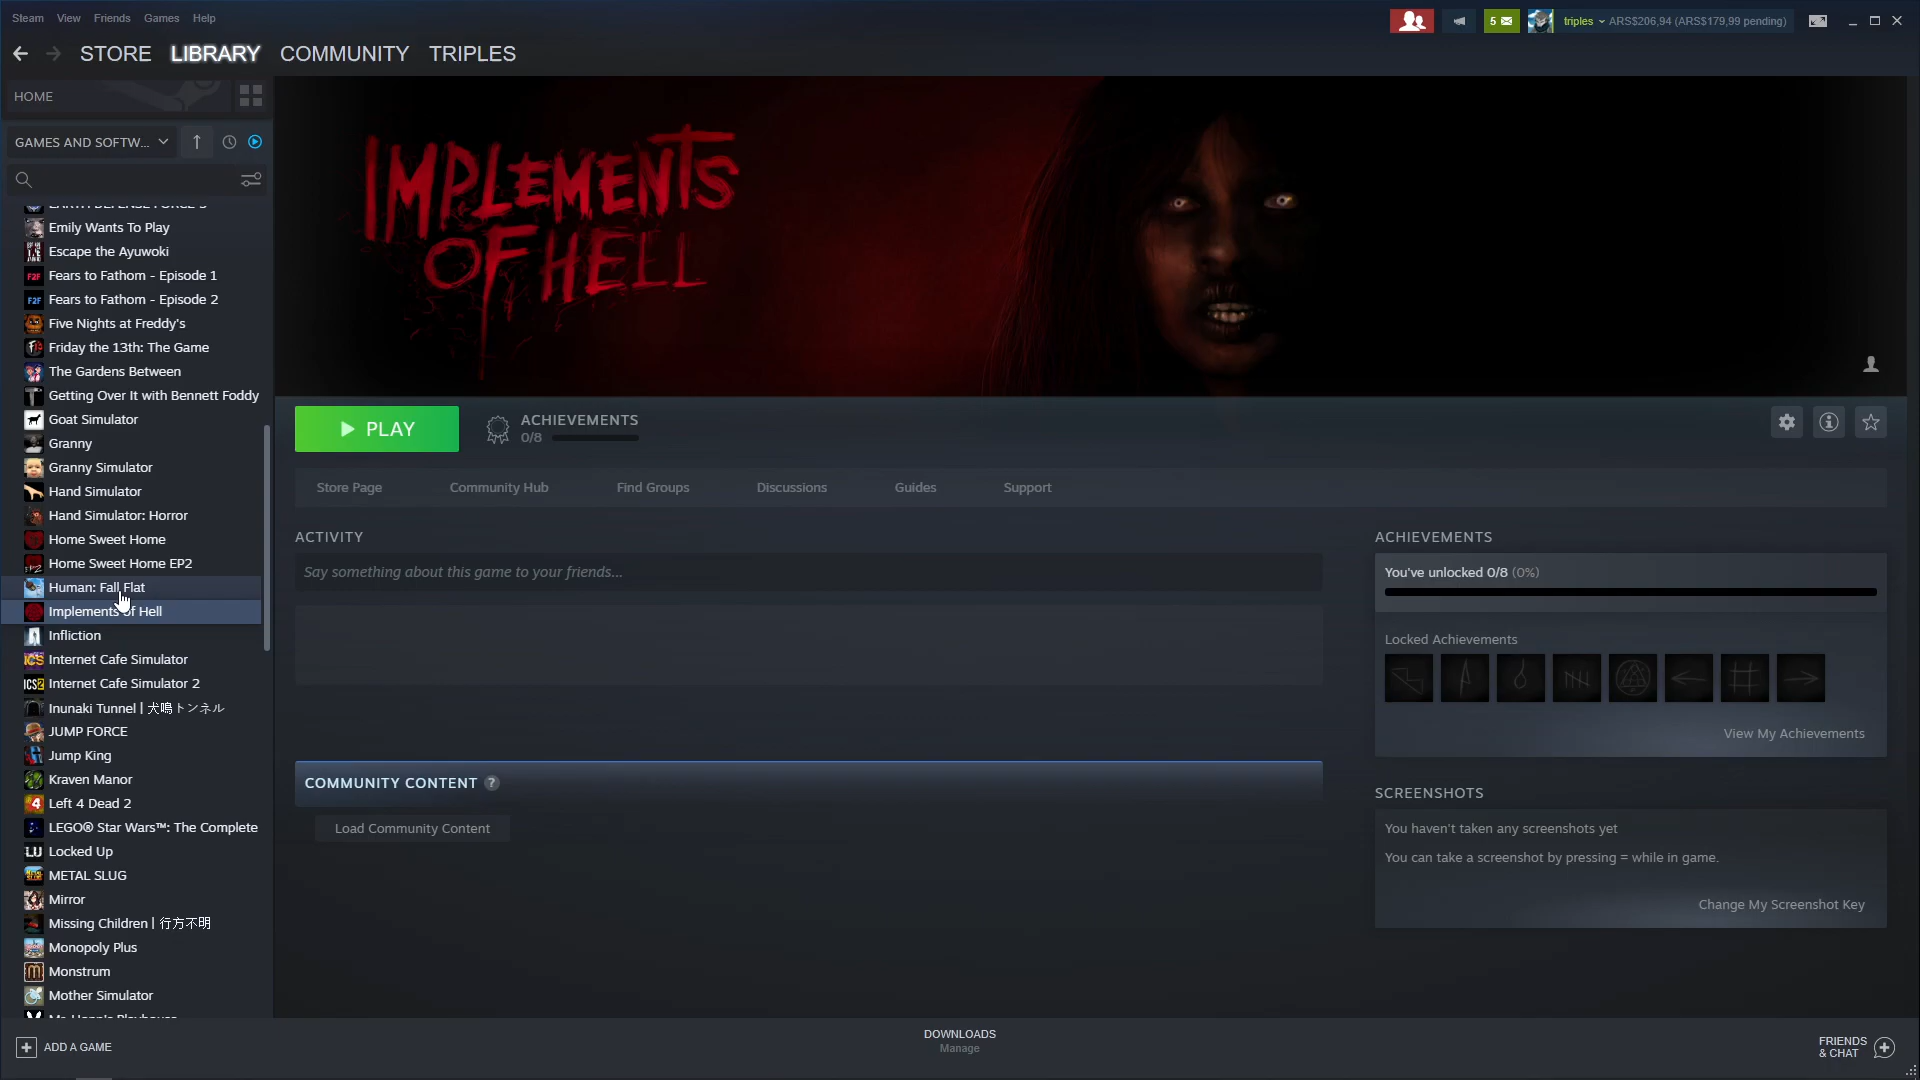 Steam View Friends Games Help
5 triples ARS$206,94 (ARS$179,99 pending)
STORE LIBRARY COMMUNITY TRIPLES
HOME
GAMES AND SOFTW...
EARTH DEFENSE FORCE 5
Emily Wants To Play
Escape the Ayuwoki
Fears to Fathom - Episode 1
Fears to Fathom - Episode 2
Five Nights at Freddy's
Friday the 13th: The Game
The Gardens Between
Getting Over It with Bennett Foddy
Goat Simulator
Granny
Granny Simulator
Hand Simulator
Hand Simulator: Horror
Home Sweet Home
Home Sweet Home EP2
Human: Fall Flat
Implements of Hell
Infliction
Internet Cafe Simulator
Internet Cafe Simulator 2
Inunaki Tunnel | 犬鳴トンネル
JUMP FORCE
Jump King
Kraven Manor
Left 4 Dead 2
LEGO® Star Wars™: The Complete
Locked Up
METAL SLUG
Mirror
Missing Children | 行方不明
Monopoly Plus
Monstrum
Mother Simulator
ADD A GAME
IMPLEMENTS
OF HELL
PLAY
ACHIEVEMENTS
0/8
Store Page Community Hub Find Groups Discussions Guides Support
ACTIVITY
Say something about this game to your friends...
COMMUNITY CONTENT ?
Load Community Content
ACHIEVEMENTS
You've unlocked 0/8 (0%)
Locked Achievements
View My Achievements
SCREENSHOTS
You haven't taken any screenshots yet
You can take a screenshot by pressing = while in game.
Change My Screenshot Key
DOWNLOADS
Manage
FRIENDS
& CHAT